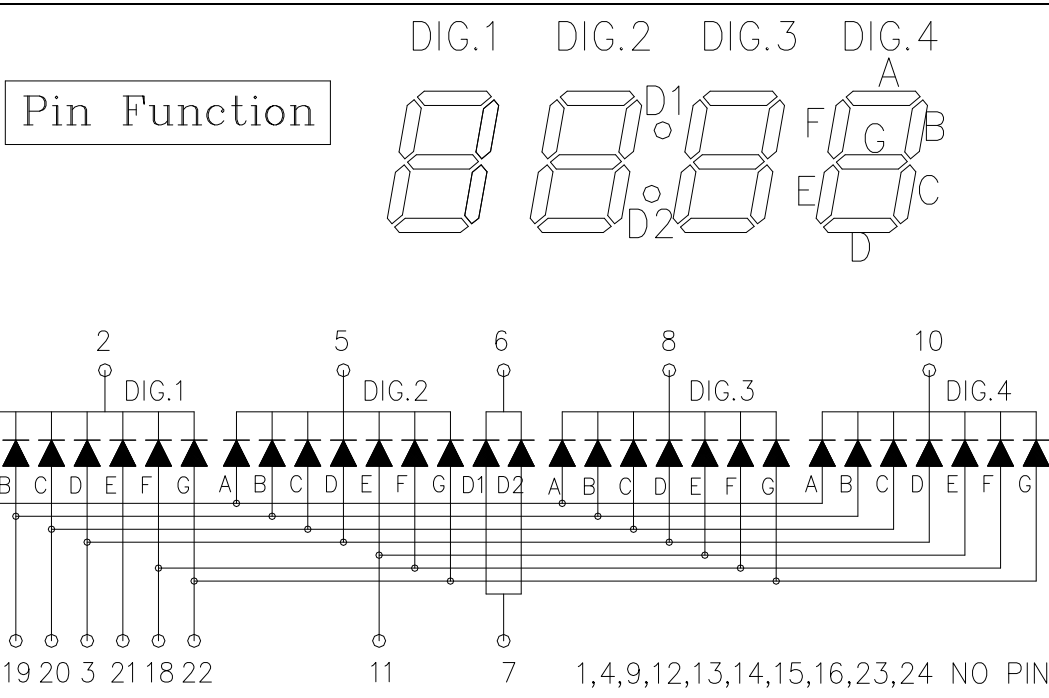 DIG.1 DIG.2 DIG.3 DIG.4
A
Pin Function
D1
F
B
G
E
C
D2
D
2 5 6 8 10
DIG.1 DIG.2 DIG.3 DIG.4
B C D E F G A B C D E F G D1 D2 A B C D E F G A B C D E F G
19 20 3 21 18 22 11 7 1,4,9,12,13,14,15,16,23,24 NO PIN